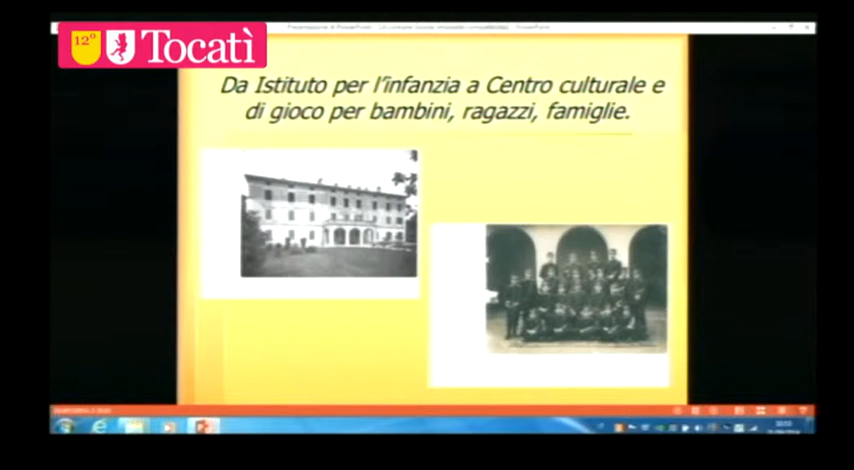 12°
Tocatì
Da Istituto per l'infanzia a Centro culturale e
di gioco per bambini, ragazzi, famiglie.